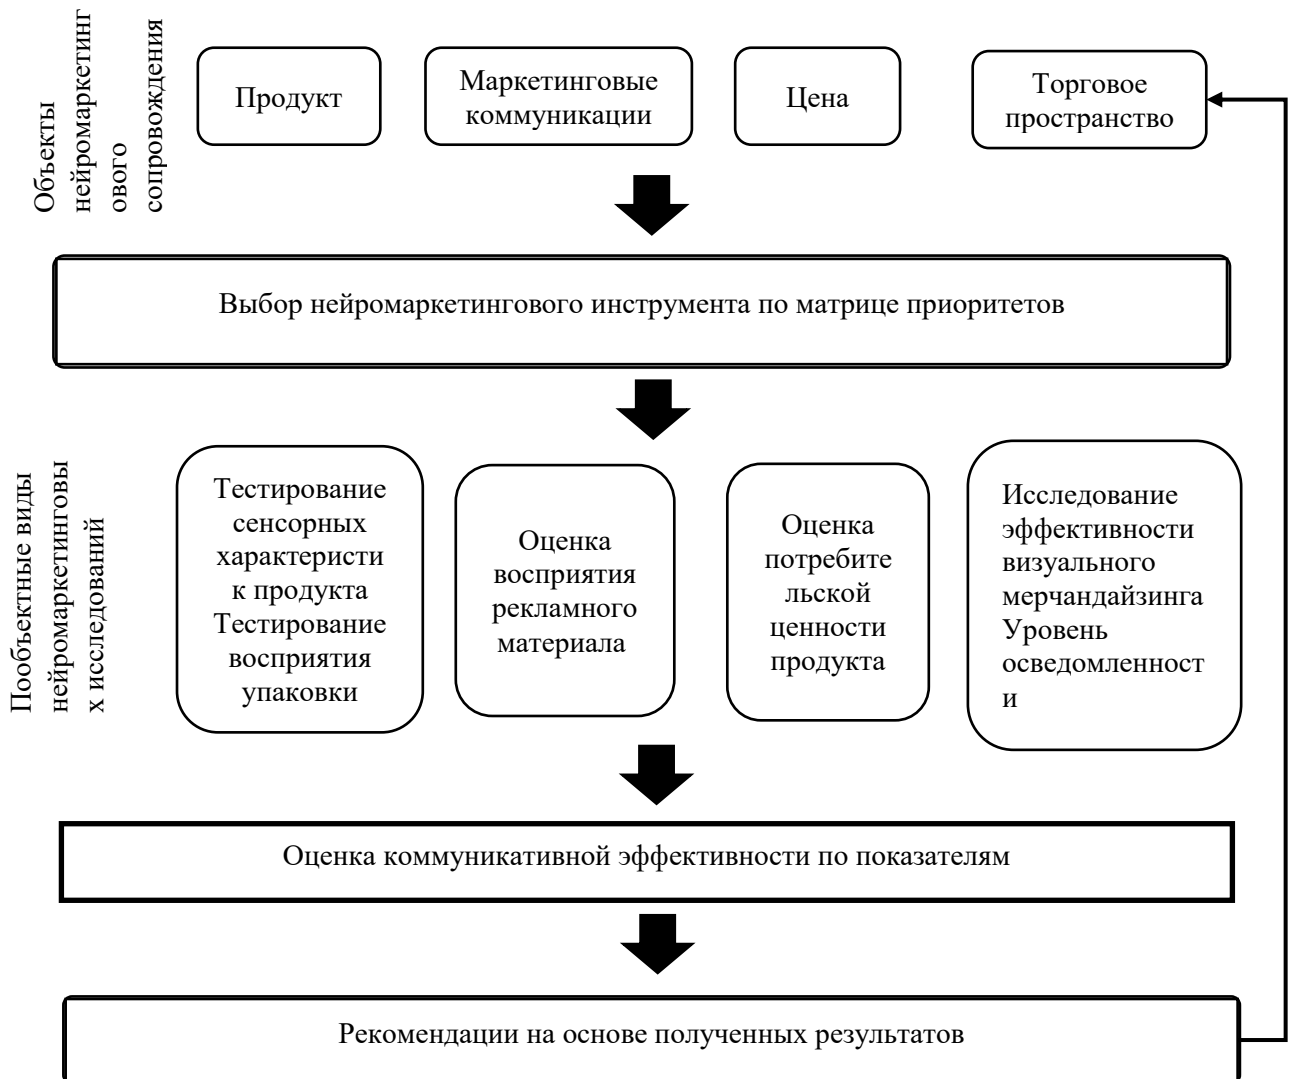 Объекты
нейромаркетинг
ового
сопровождения
Продукт
Маркетинговые
коммуникации
Цена
Торговое
пространство
Выбор нейромаркетингового инструмента по матрице приоритетов
Пообъектные виды
нейромаркетинговы
х исследований
Тестирование
сенсорных
характеристи
к продукта
Тестирование
восприятия
упаковки
Оценка
восприятия
рекламного
материала
Оценка
потребите
льской
ценности
продукта
Исследование
эффективности
визуального
мерчандайзинга
Уровень
осведомленност
и
Оценка коммуникативной эффективности по показателям
Рекомендации на основе полученных результатов